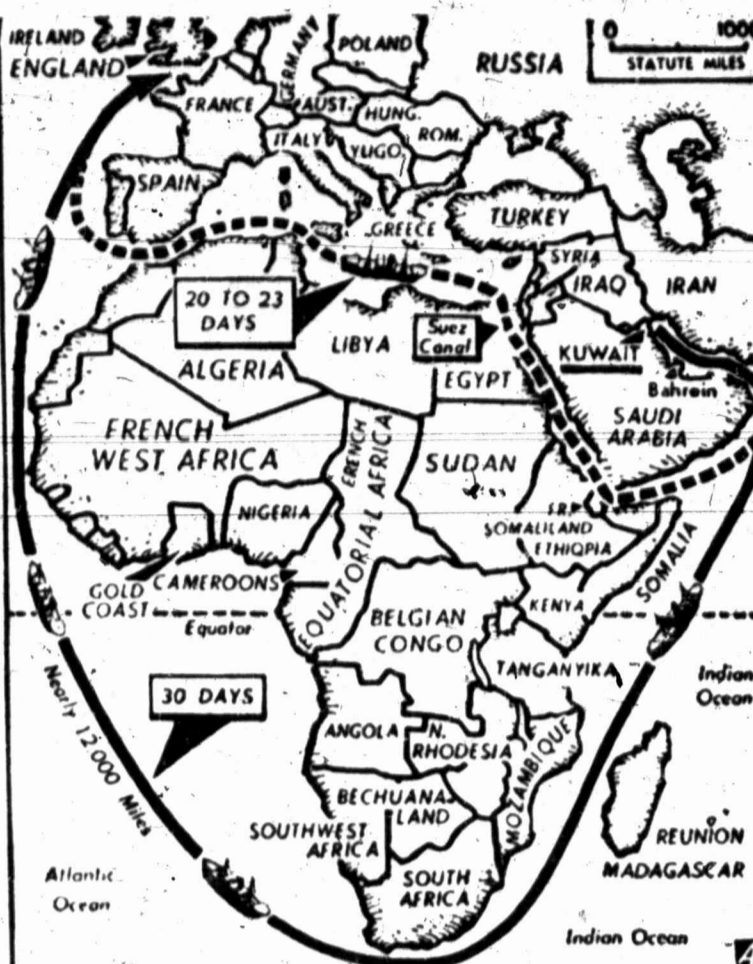 IRELAND
ENGLAND
GERMANY
POLAND
RUSSIA
0 1000
STATUTE MILES
FRANCE
AUST.
HUNG.
ITALY
YUGO.
ROM.
SPAIN
GREECE
TURKEY
SYRIA
IRAQ
IRAN
20 TO 23
DAYS
LIBYA
Suez
Canal
KUWAIT
ALGERIA
EGYPT
Bahrein
SAUDI
ARABIA
FRENCH
WEST AFRICA
FRENCH
QUATORIAL AFRICA
SUDAN
NIGERIA
SOMALILAND
ETHIOPIA
SOMALIA
GOLD
COAST
CAMEROONS
Equator
BELGIAN
CONGO
KENYA
TANGANYIKA
Indian
Ocean
30 DAYS
Nearly 12,000 Miles
ANGOLA
N.
RHODESIA
MOZAMBIQUE
BECHUANA-
LAND
SOUTHWEST
AFRICA
SOUTH
AFRICA
REUNION
MADAGASCAR
Atlantic
Ocean
Indian Ocean